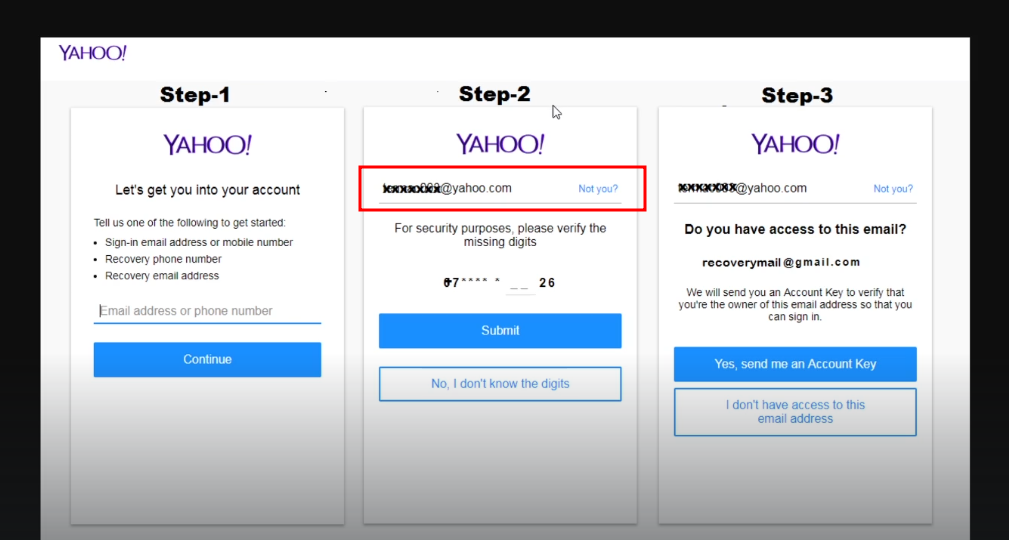 YAHOO!
Step-1
YAHOO!
Let's get you into your account
Tell us one of the following to get started:
• Sign-in email address or mobile number
• Recovery phone number
• Recovery email address
Email address or phone number
Continue
Step-2
YAHOO!
@yahoo.com Not you?
For security purposes, please verify the
missing digits
07**** * _ _ 26
Submit
No, I don't know the digits
Step-3
YAHOO!
@yahoo.com Not you?
Do you have access to this email?
recoverymail@gmail.com
We will send you an Account Key to verify that
you're the owner of this email address so that you
can sign in.
Yes, send me an Account Key
I don't have access to this
email address